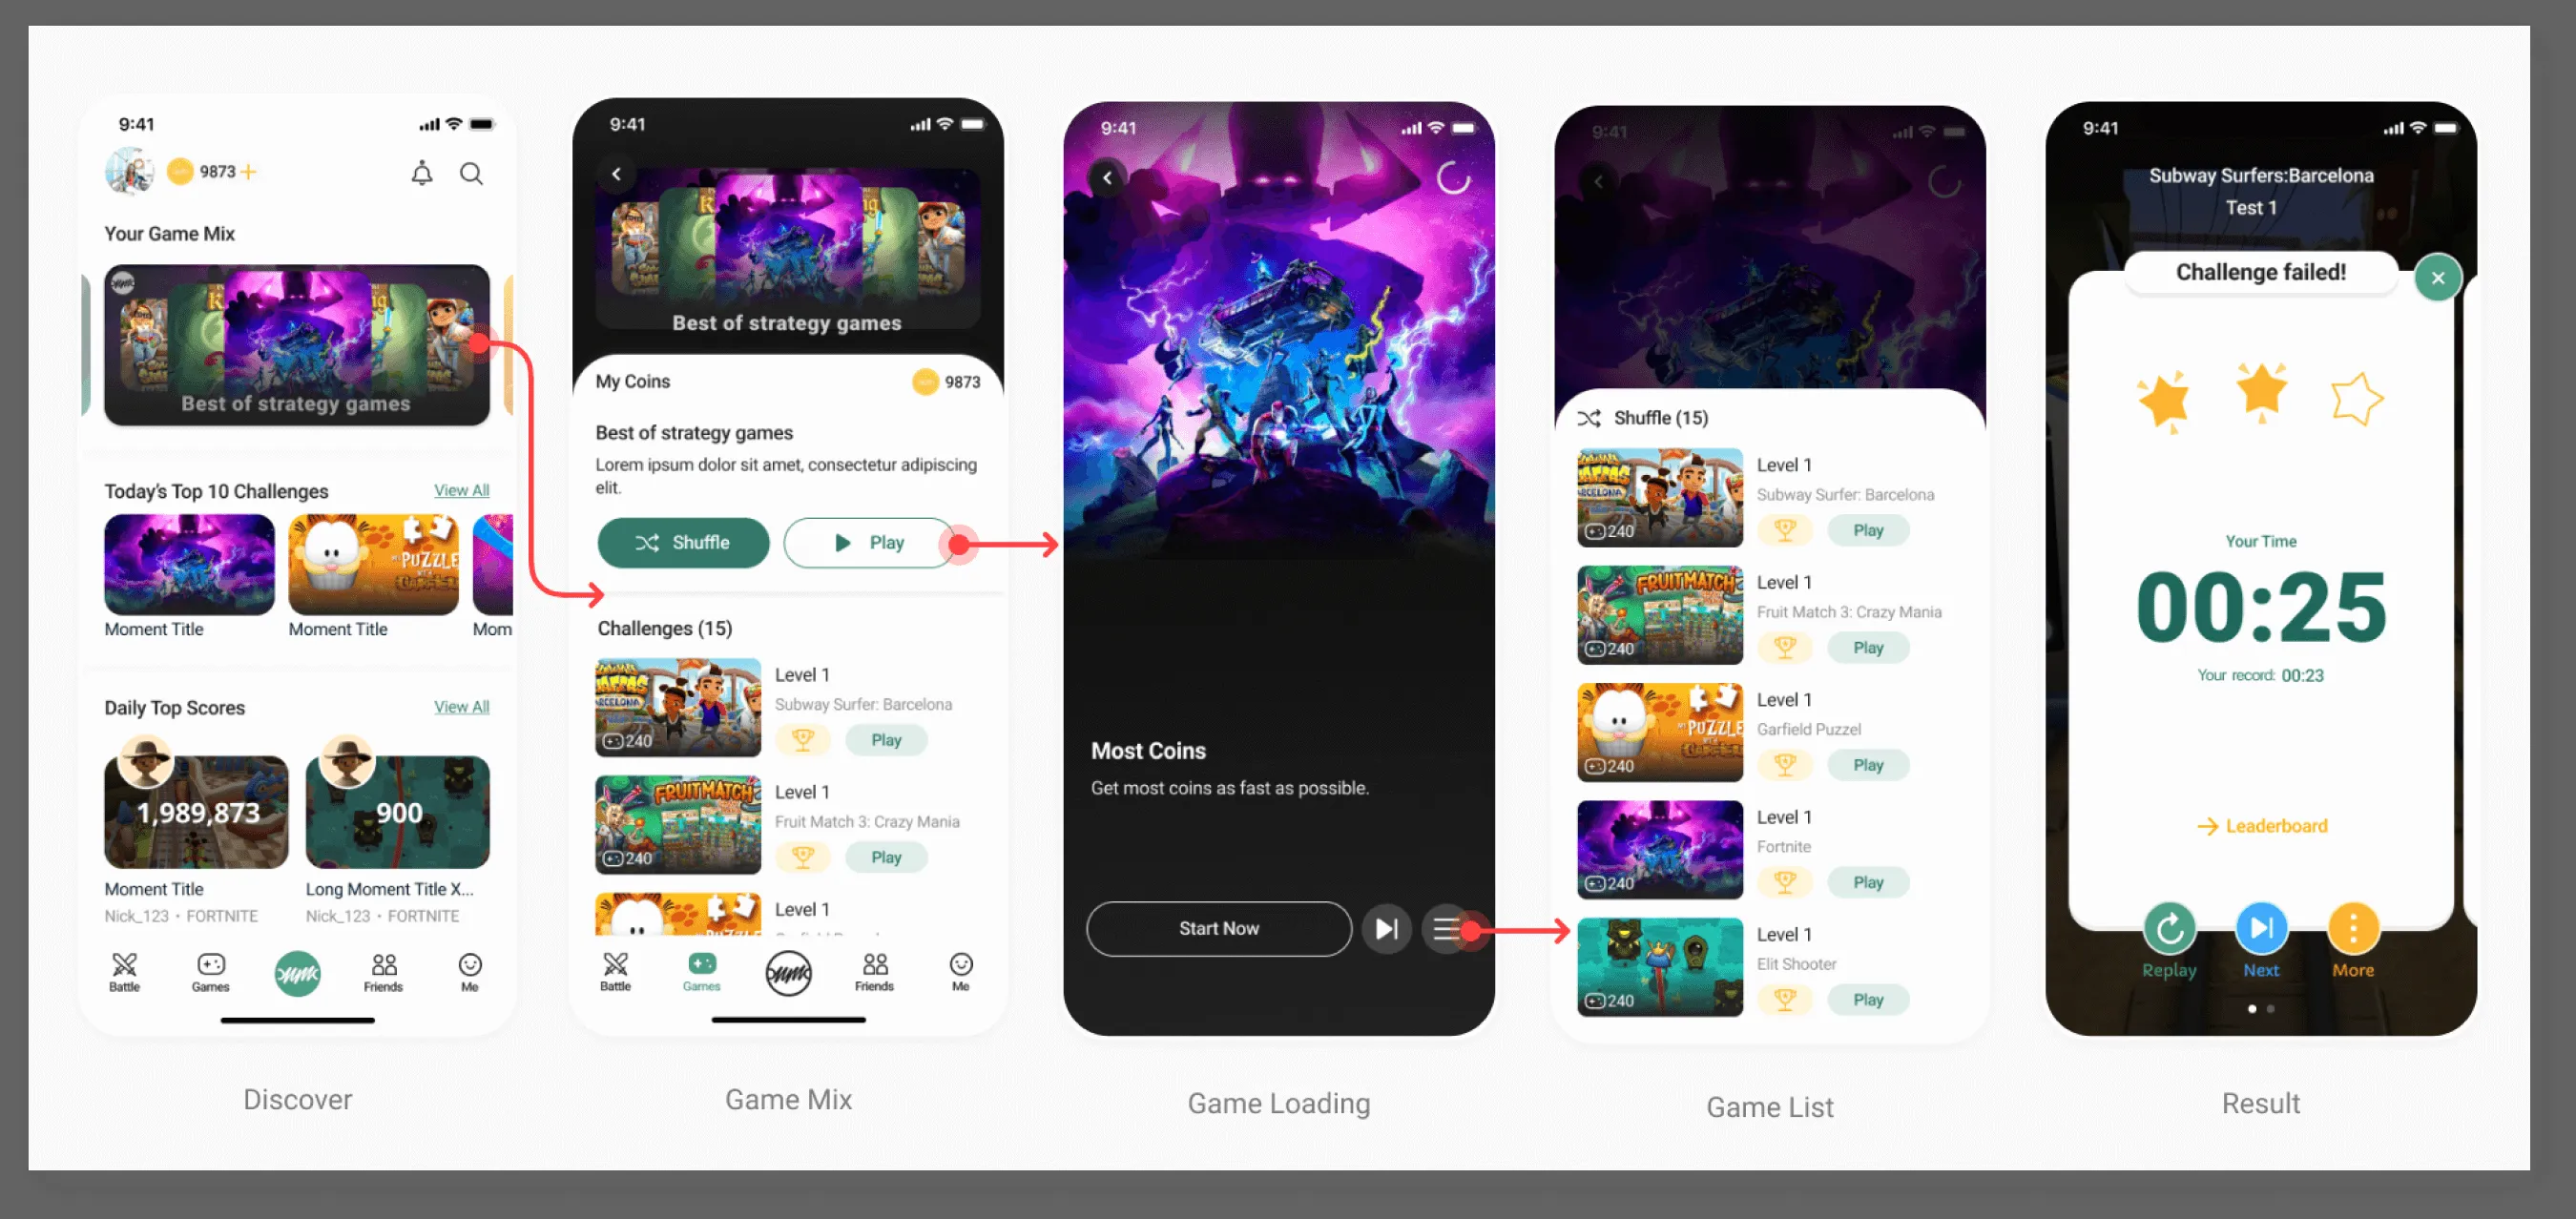 9:41
9873
Your Game Mix
Best of strategy games
Today's Top 10 Challenges
View All
PUZZLE
Moment Title
Moment Title
Mom
Daily Top Scores
View All
1,989,873
900
Moment Title
Long Moment Title X...
Nick_123 • FORTNITE
Nick_123 • FORTNITE
Battle
Games
Friends
Me
Discover
9:41
Best of strategy games
My Coins
9873
Best of strategy games
Lorem ipsum dolor sit amet, consectetur adipiscing
elit.
Shuffle
Play
Challenges (15)
240
Level 1
Subway Surfer: Barcelona
Play
FRUIT MATCH
240
Level 1
Fruit Match 3: Crazy Mania
Play
Level 1
Battle
Games
Friends
Me
Game Mix
9:41
Most Coins
Get most coins as fast as possible.
Start Now
Game Loading
9:41
Shuffle (15)
240
Level 1
Subway Surfer: Barcelona
Play
FRUIT MATCH
240
Level 1
Fruit Match 3: Crazy Mania
Play
PUZZLE
240
Level 1
Garfield Puzzel
Play
240
Level 1
Fortnite
Play
240
Level 1
Elit Shooter
Play
Game List
9:41
Subway Surfers:Barcelona
Test 1
Challenge failed!
Your Time
00:25
Your record: 00:23
Leaderboard
Replay
Next
More
Result